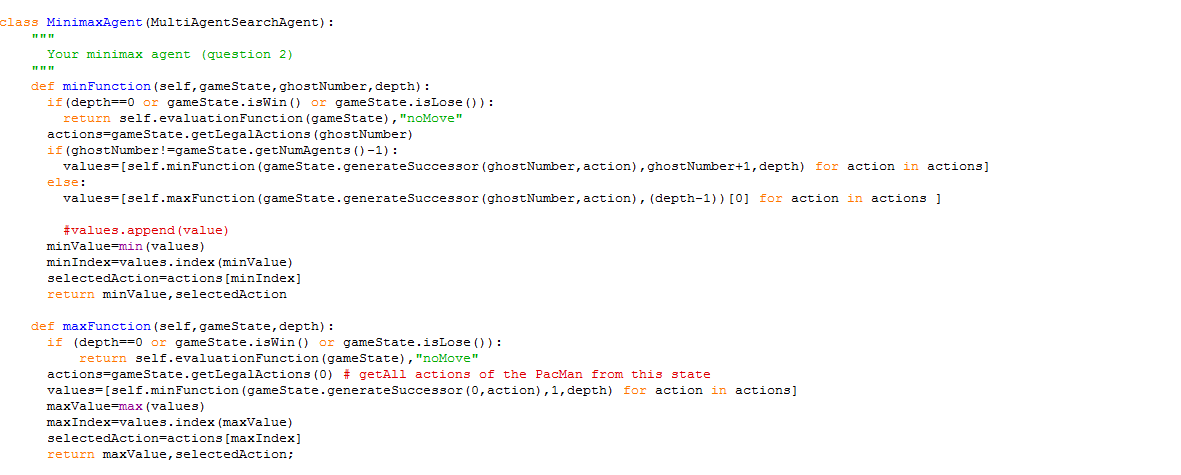 class MinimaxAgent(MultiAgentSearchAgent):
    """
      Your minimax agent (question 2)
    """
    def minFunction(self,gameState,ghostNumber,depth):
      if(depth==0 or gameState.isWin() or gameState.isLose()):
        return self.evaluationFunction(gameState),"noMove"
      actions=gameState.getLegalActions(ghostNumber)
      if(ghostNumber!=gameState.getNumAgents()-1):
        values=[self.minFunction(gameState.generateSuccessor(ghostNumber,action),ghostNumber+1,depth) for action in actions]
      else:
        values=[self.maxFunction(gameState.generateSuccessor(ghostNumber,action),(depth-1))[0] for action in actions ]

        #values.append(value)
      minValue=min(values)
      minIndex=values.index(minValue)
      selectedAction=actions[minIndex]
      return minValue,selectedAction

    def maxFunction(self,gameState,depth):
      if (depth==0 or gameState.isWin() or gameState.isLose()):
          return self.evaluationFunction(gameState),"noMove"
      actions=gameState.getLegalActions(0) # getAll actions of the PacMan from this state
      values=[self.minFunction(gameState.generateSuccessor(0,action),1,depth) for action in actions]
      maxValue=max(values)
      maxIndex=values.index(maxValue)
      selectedAction=actions[maxIndex]
      return maxValue,selectedAction;